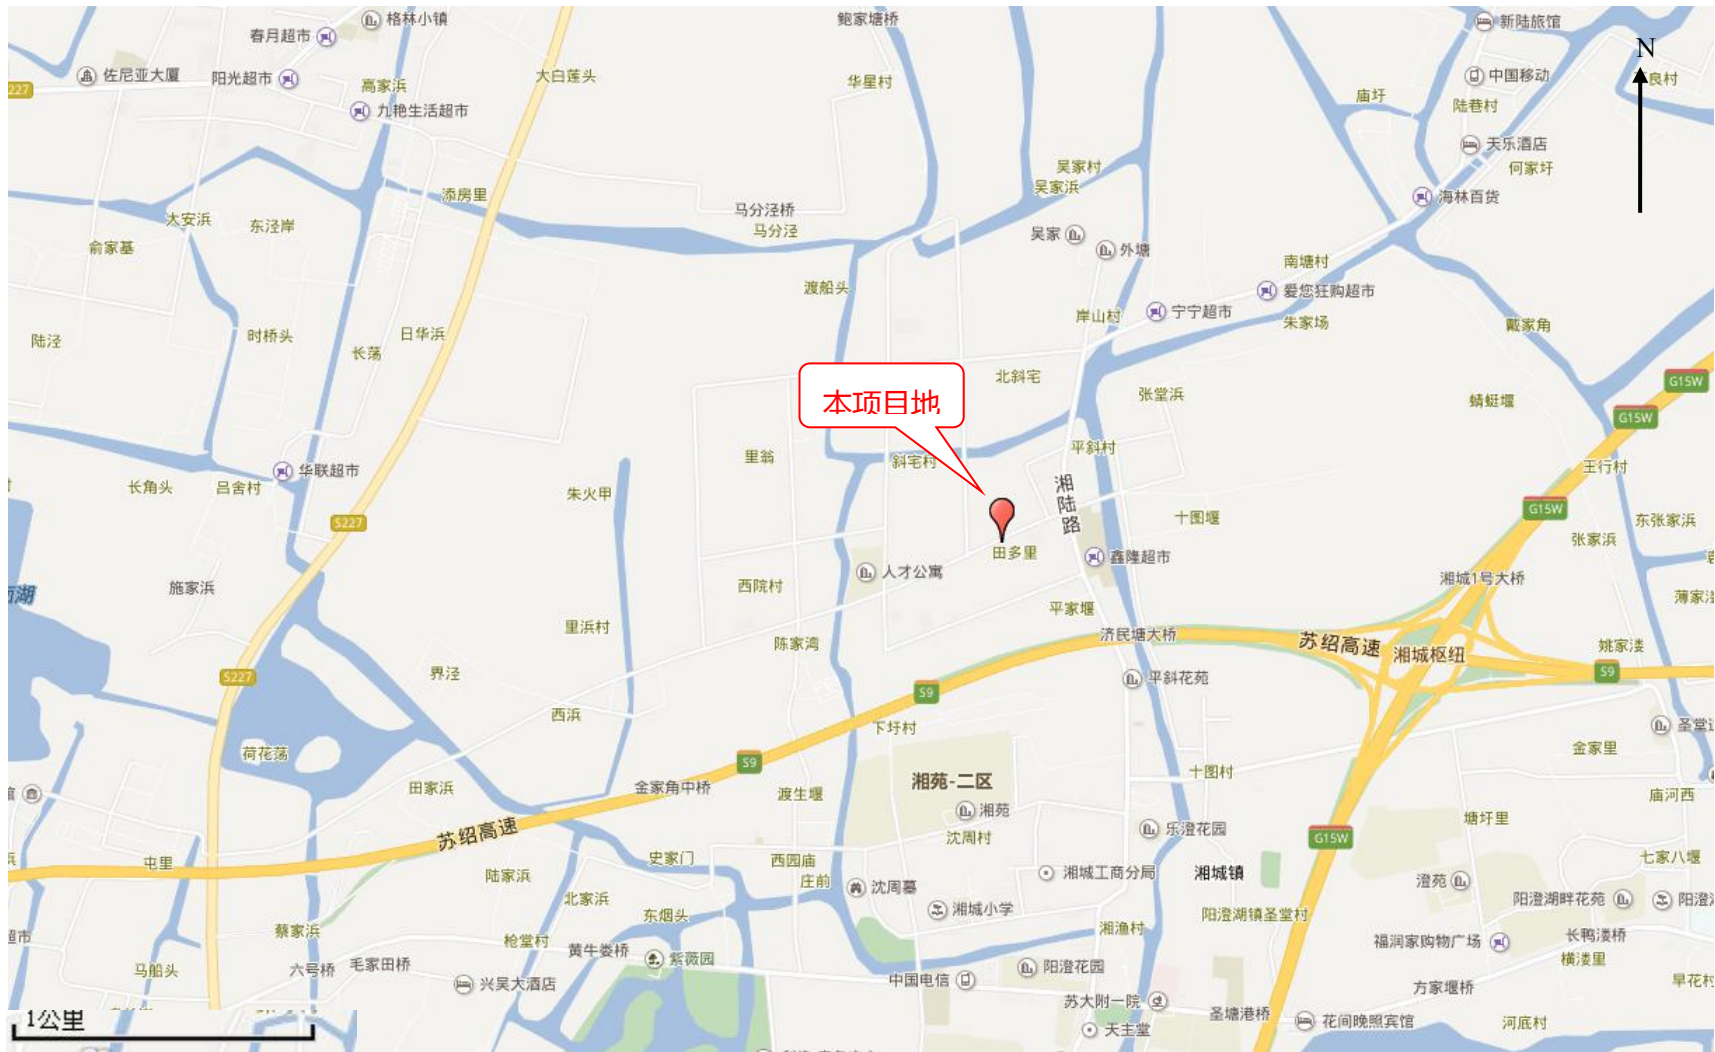 格林小镇
鲍家塘桥
新陆旅馆
春月超市
N
佐尼亚大厦
阳光超市
高家浜
大白莲头
华星村
中国移动
良村
227
庙圩
陆巷村
九艳生活超市
天乐酒店
吴家村
何家圩
吴家浜
添房里
海林百货
马分泾桥
大安浜
东泾岸
马分泾
吴家
外塘
俞家基
南塘村
渡船头
爱您狂购超市
岸山村
宁宁超市
朱家场
戴家角
陆泾
时桥头
日华浜
长荡
北斜宅
G15W
张堂浜
本项目地
蜻蜓堰
G15W
平斜村
里翁
斜宅村
华联超市
王行村
长角头
吕舍村
朱火甲
湘陆路
G15W
S227
十图堰
东张家浜
田多里
鑫隆超市
张家浜
人才公寓
湘城1号大桥
施家浜
西院村
湖
平家堰
里浜村
济民塘大桥
陈家湾
苏绍高速
湘城枢纽
姚家溇
界泾
S227
平斜花苑
S9
S9
西浜
下圩村
圣堂
荷花荡
金家里
S9
十图村
湘苑-二区
田家浜
金家角中桥
渡生堰
庙河西
湘苑
塘圩里
苏绍高速
沈周村
乐澄花园
G15W
屯里
史家门
西园庙
七家八堰
陆家浜
庄前
湘城工商分局
湘城镇
沈周墓
澄苑
北家浜
阳澄湖畔花苑
阳澄
东烟头
湘城小学
阳澄湖镇圣堂村
蔡家浜
湘渔村
超市
枪堂村
福润家购物广场
长鸭溇桥
黄牛娄桥
紫薇园
横溇里
马船头
六号桥
毛家田桥
阳澄花园
兴吴大酒店
中国电信
旱花村
方家堰桥
苏大附一院
圣塘港桥
1公里
花间晚照宾馆
河底村
天主堂